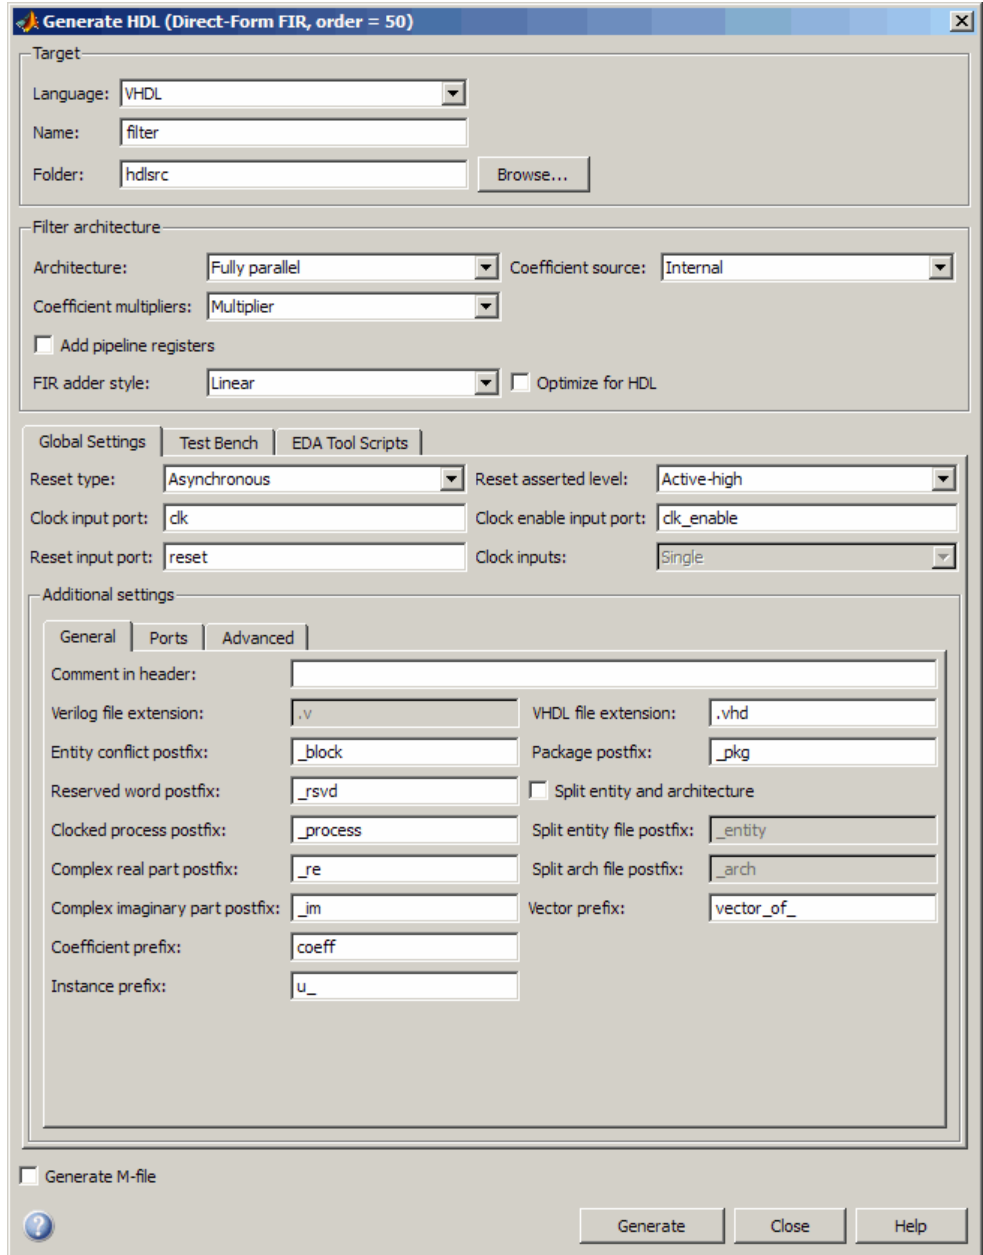 Generate HDL (Direct-Form FIR, order = 50)
Target
Language: VHDL
Name: filter
Folder: hdlsrc Browse...
Filter architecture
Architecture: Fully parallel Coefficient source: Internal
Coefficient multipliers: Multiplier
Add pipeline registers
FIR adder style: Linear Optimize for HDL
Global Settings Test Bench EDA Tool Scripts
Reset type: Asynchronous Reset asserted level: Active-high
Clock input port: clk Clock enable input port: clk_enable
Reset input port: reset Clock inputs: Single
Additional settings
General Ports Advanced
Comment in header:
Verilog file extension: .v VHDL file extension: .vhd
Entity conflict postfix: _block Package postfix: _pkg
Reserved word postfix: _rsvd Split entity and architecture
Clocked process postfix: _process Split entity file postfix: _entity
Complex real part postfix: _re Split arch file postfix: _arch
Complex imaginary part postfix: _im Vector prefix: vector_of_
Coefficient prefix: coeff
Instance prefix: u_
Generate M-file
? Generate Close Help